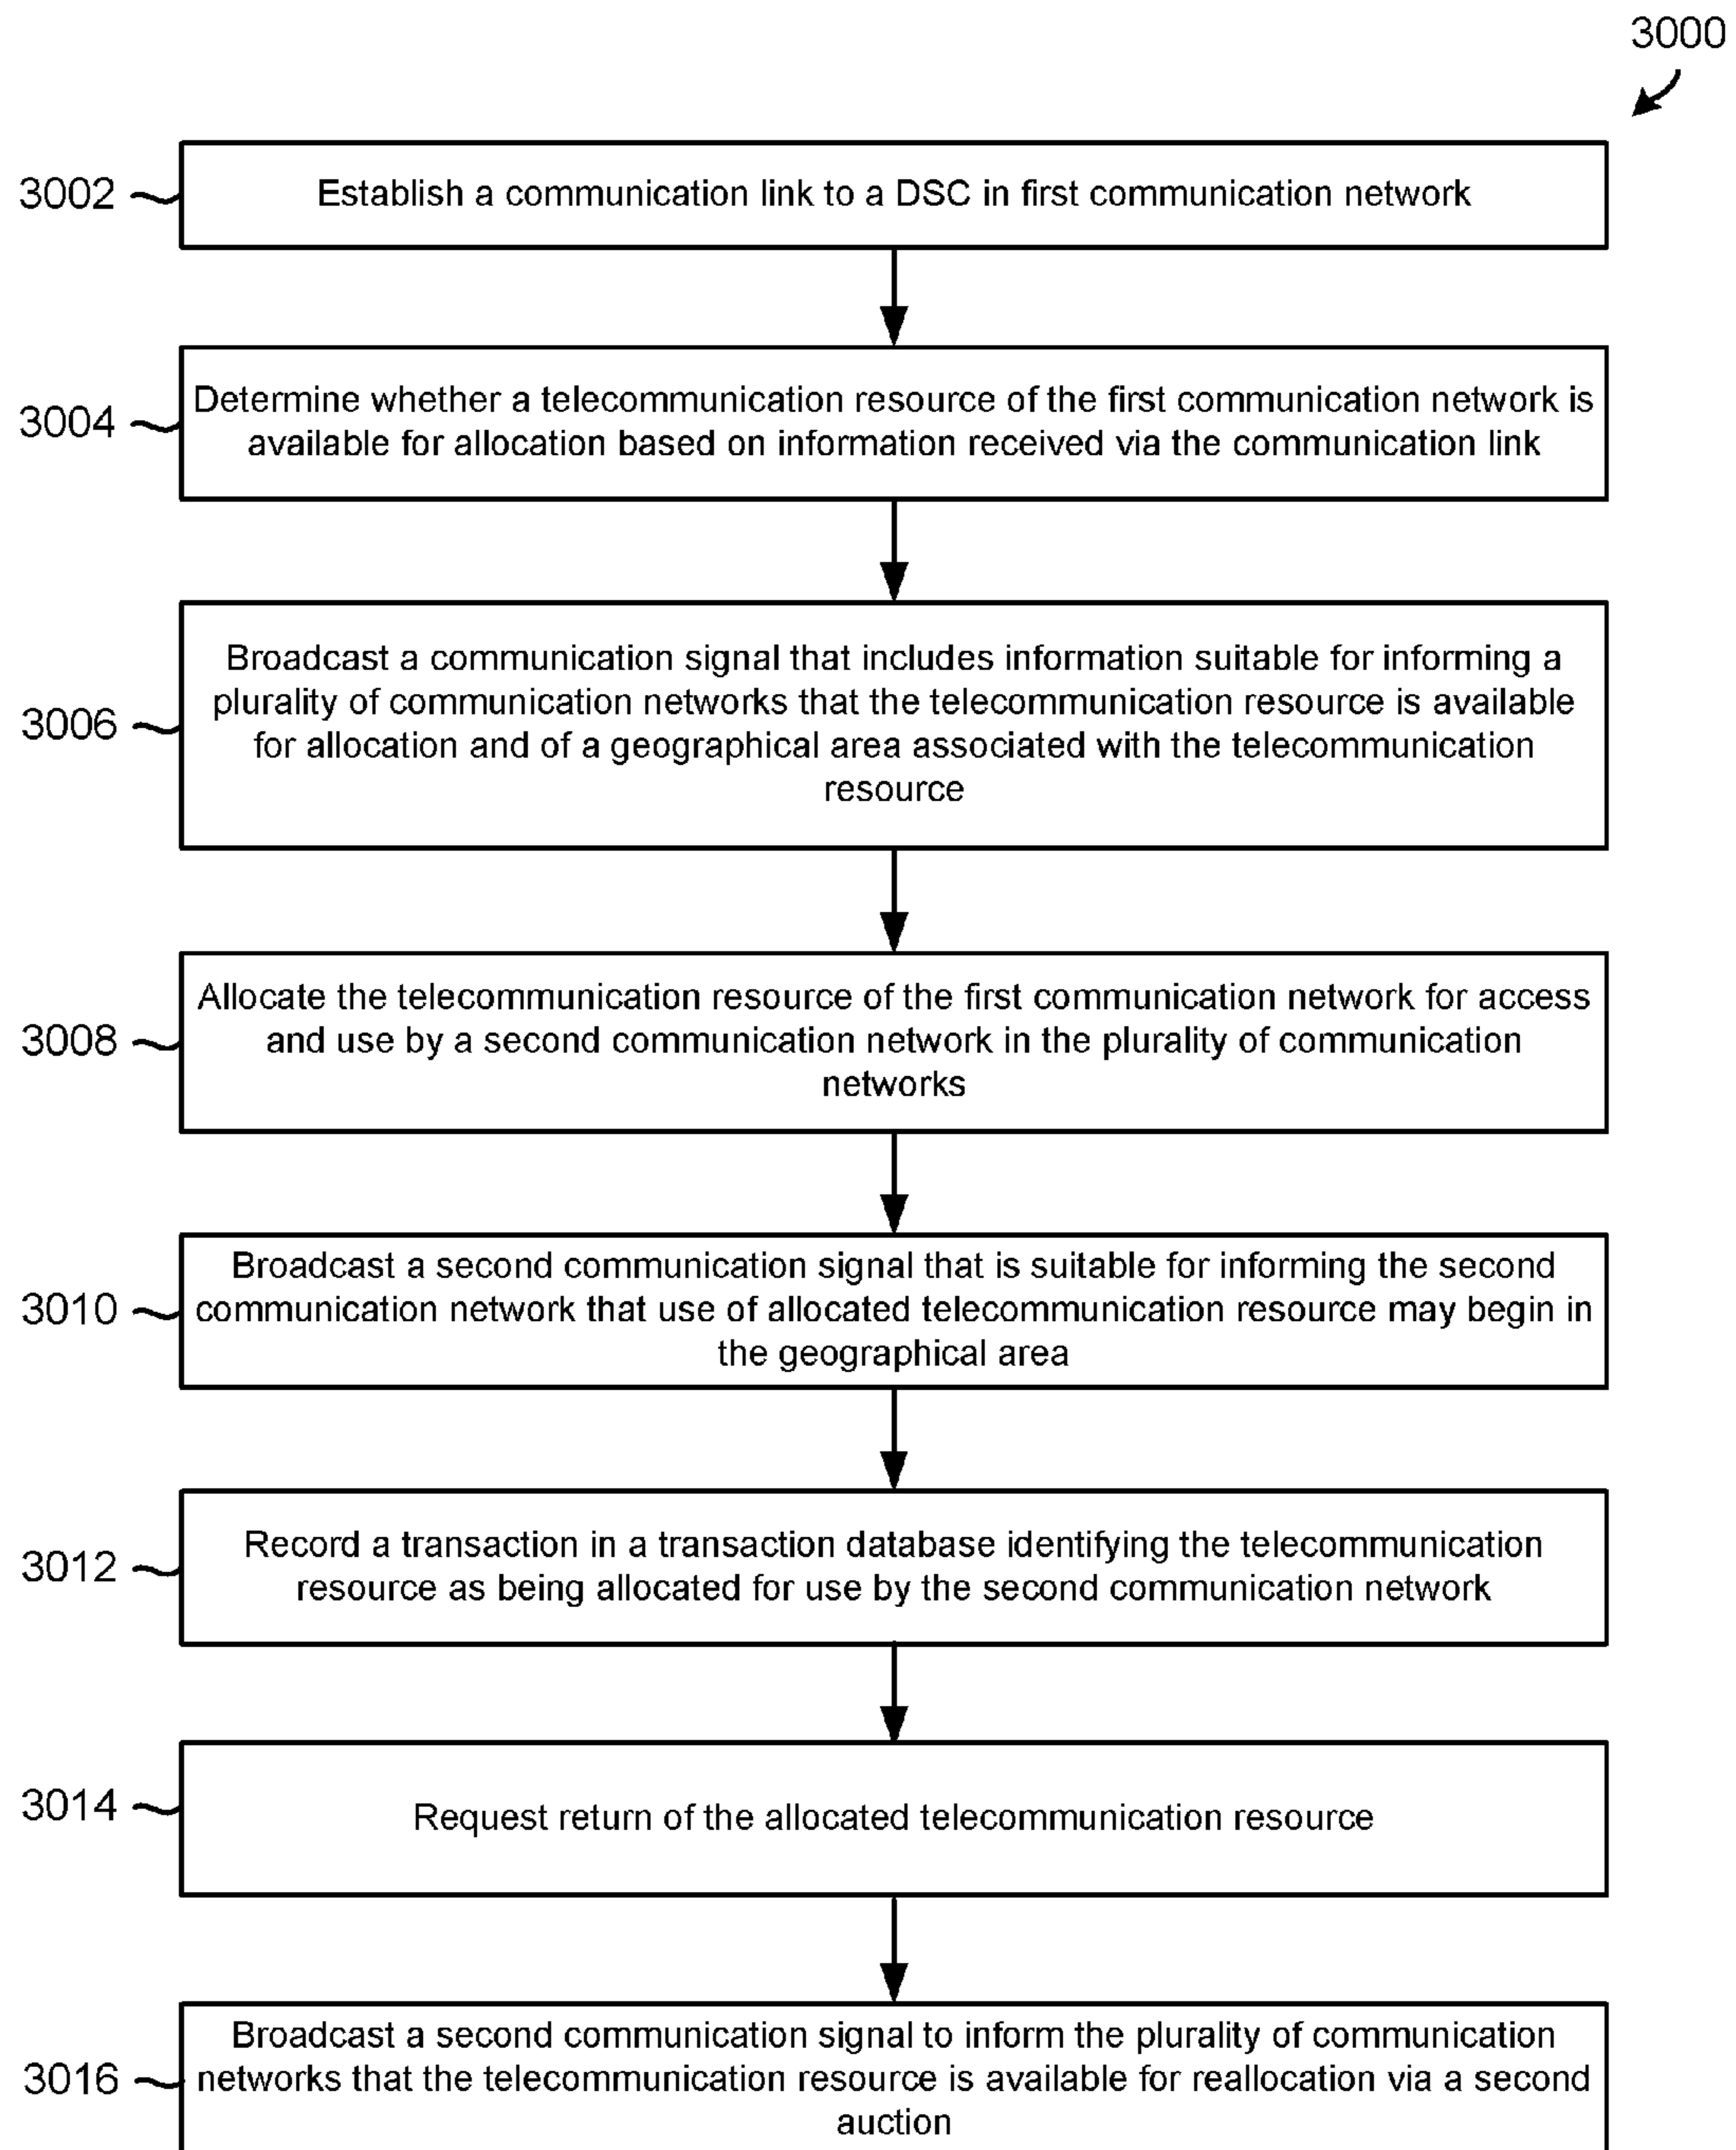 3000
3002
Establish a communication link to a DSC in first communication network
3004
Determine whether a telecommunication resource of the first communication network is
available for allocation based on information received via the communication link
3006
Broadcast a communication signal that includes information suitable for informing a
plurality of communication networks that the telecommunication resource is available
for allocation and of a geographical area associated with the telecommunication
resource
3008
Allocate the telecommunication resource of the first communication network for access
and use by a second communication network in the plurality of communication
networks
3010
Broadcast a second communication signal that is suitable for informing the second
communication network that use of allocated telecommunication resource may begin in
the geographical area
3012
Record a transaction in a transaction database identifying the telecommunication
resource as being allocated for use by the second communication network
3014
Request return of the allocated telecommunication resource
3016
Broadcast a second communication signal to inform the plurality of communication
networks that the telecommunication resource is available for reallocation via a second
auction